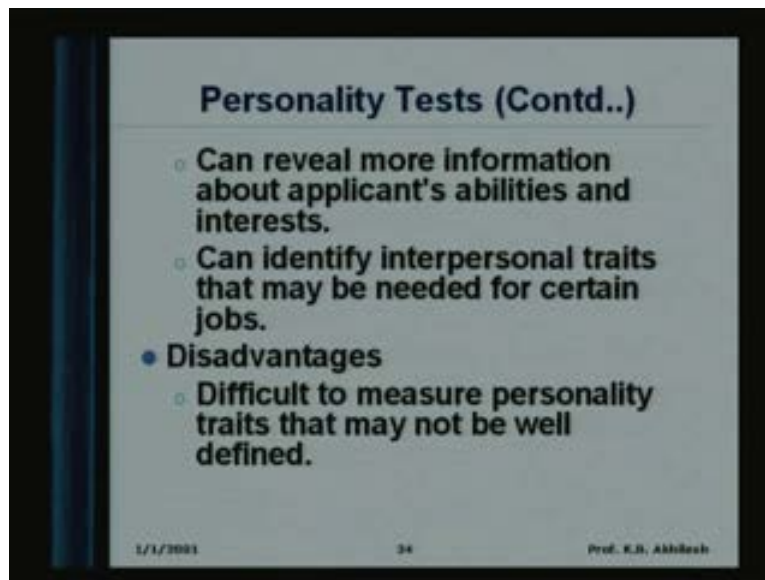 Personality Tests (Contd..)
Can reveal more information
about applicant's abilities and
interests.
Can identify interpersonal traits
that may be needed for certain
jobs.
Disadvantages
Difficult to measure personality
traits that may not be well
defined.
1/1/2001
34
Prof. K.B. Akhilesh